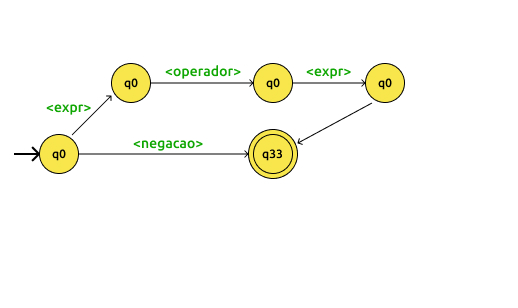 <operador>
<expr>
q0
q0
q0
<expr>
<negacao>
q0
q33